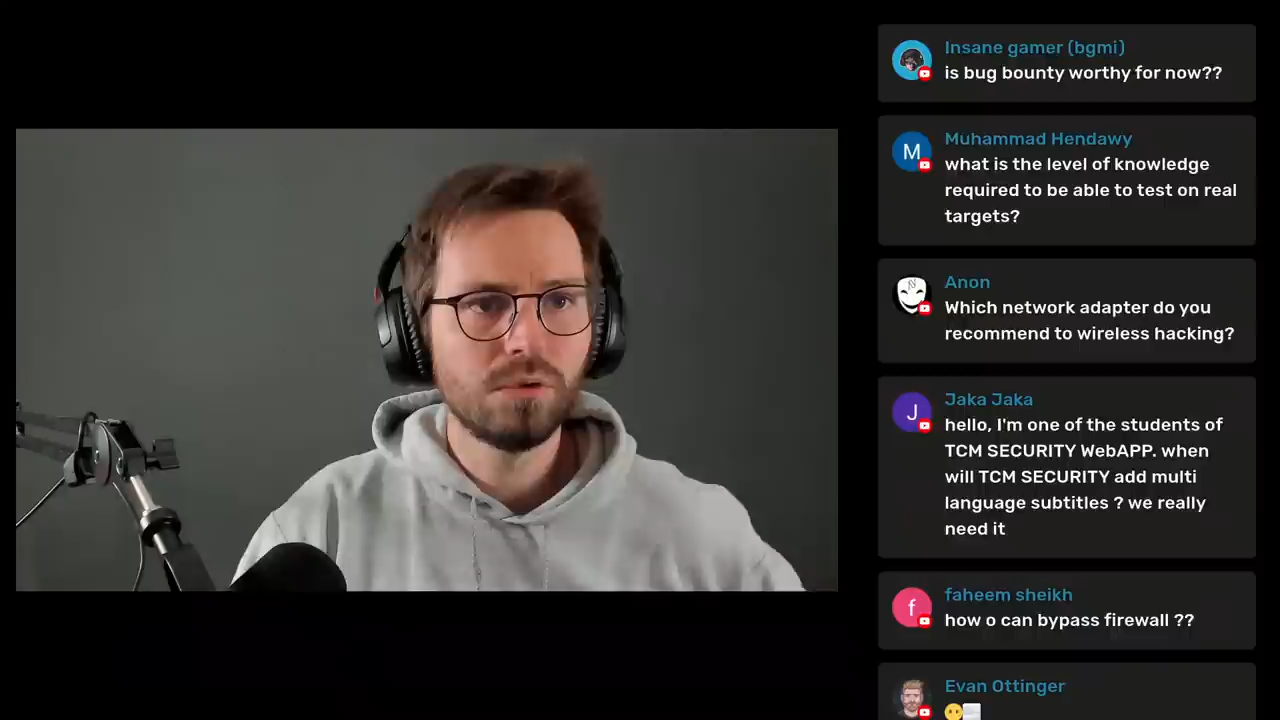 Insane gamer (bgmi)
is bug bounty worthy for now??
M
Muhammad Hendawy
what is the level of knowledge
required to be able to test on real
targets?
Anon
Which network adapter do you
recommend to wireless hacking?
J
Jaka Jaka
hello, I'm one of the students of
TCM SECURITY WebAPP. when
will TCM SECURITY add multi
language subtitles ? we really
need it
f
faheem sheikh
how o can bypass firewall ??
Evan Ottinger